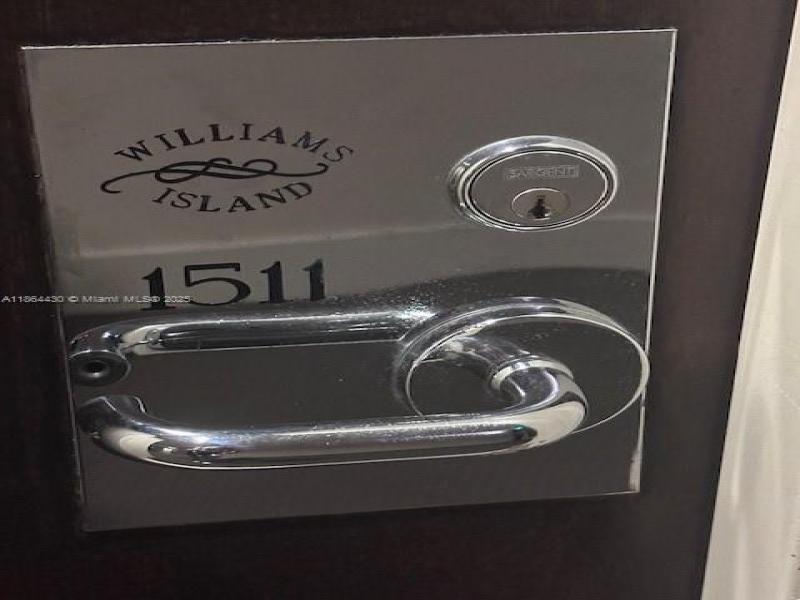 WILLIAMS
ISLAND
SARGENT
1511
A11864430 © Miami MLS® 2025